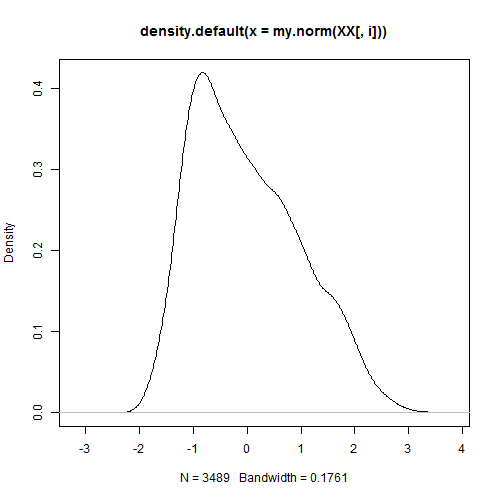 density.default(x = my.norm(XX[, i]))
Density
0.4
0.3
0.2
0.1
0.0
-3 -2 -1 0 1 2 3 4
N = 3489 Bandwidth = 0.1761